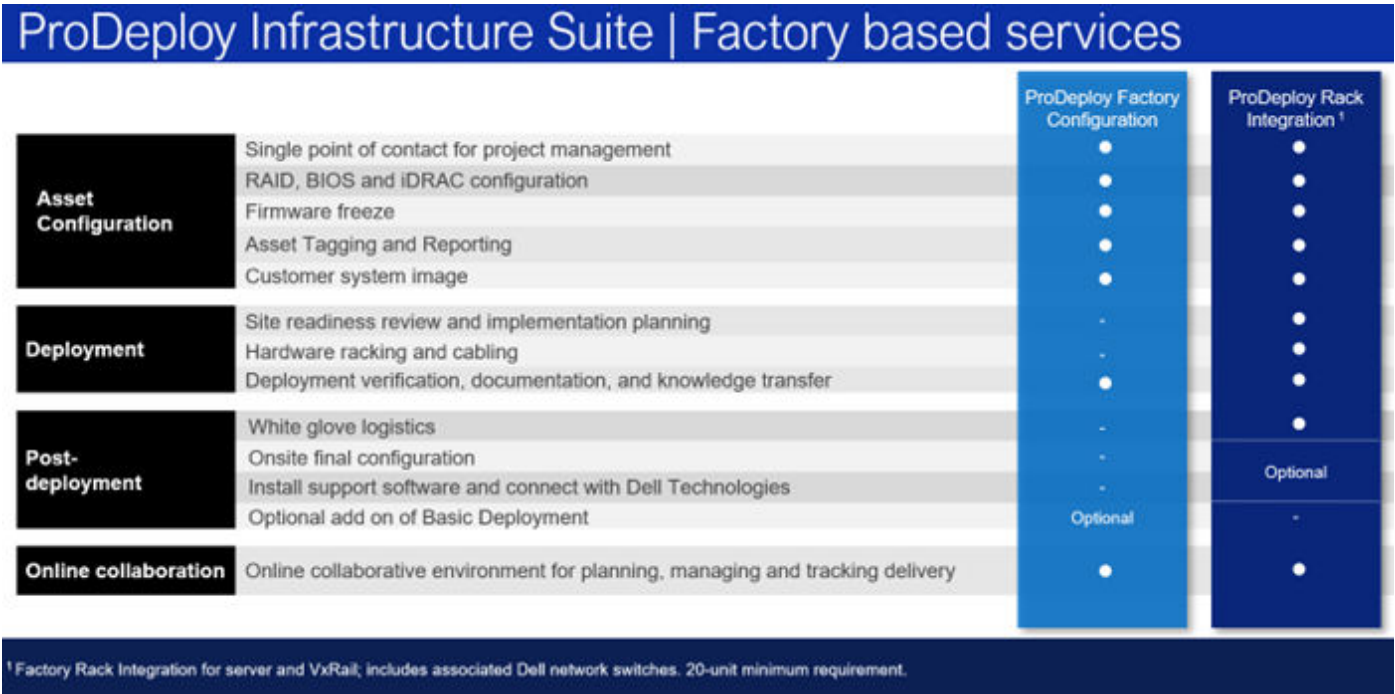 ProDeploy Infrastructure Suite | Factory based services
ProDeploy Factory
Configuration
ProDeploy Rack
Integration ¹
Asset
Configuration
Single point of contact for project management
RAID, BIOS and iDRAC configuration
Firmware freeze
Asset Tagging and Reporting
Customer system image
Deployment
Site readiness review and implementation planning
-
Hardware racking and cabling
-
Deployment verification, documentation, and knowledge transfer
Post-
deployment
White glove logistics
-
Onsite final configuration
-
Install support software and connect with Dell Technologies
-
Optional
Optional add on of Basic Deployment
Optional
-
Online collaboration
Online collaborative environment for planning, managing and tracking delivery
¹ Factory Rack Integration for server and VxRail; includes associated Dell network switches. 20-unit minimum requirement.